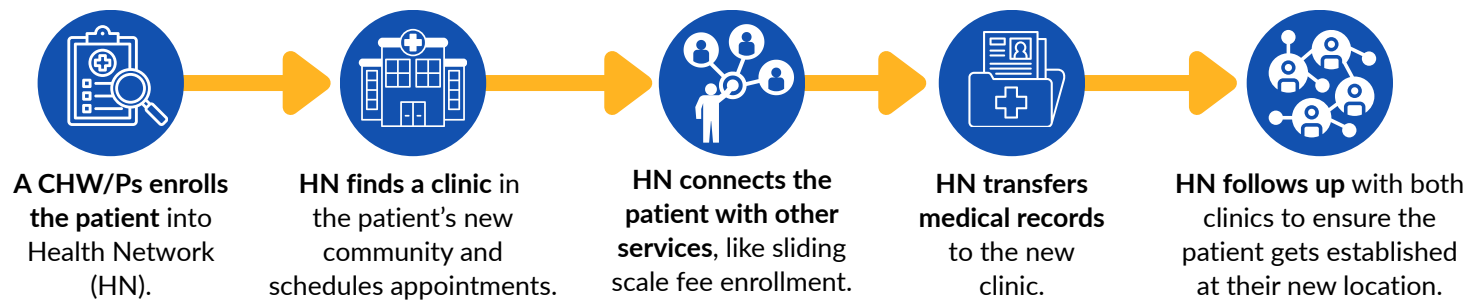 A CHW/Ps enrolls
the patient into
Health Network
(HN).
HN finds a clinic in
the patient's new
community and
schedules appointments.
HN connects the
patient with other
services, like sliding
scale fee enrollment.
HN transfers
medical records
to the new
clinic.
HN follows up with both
clinics to ensure the
patient gets established
at their new location.